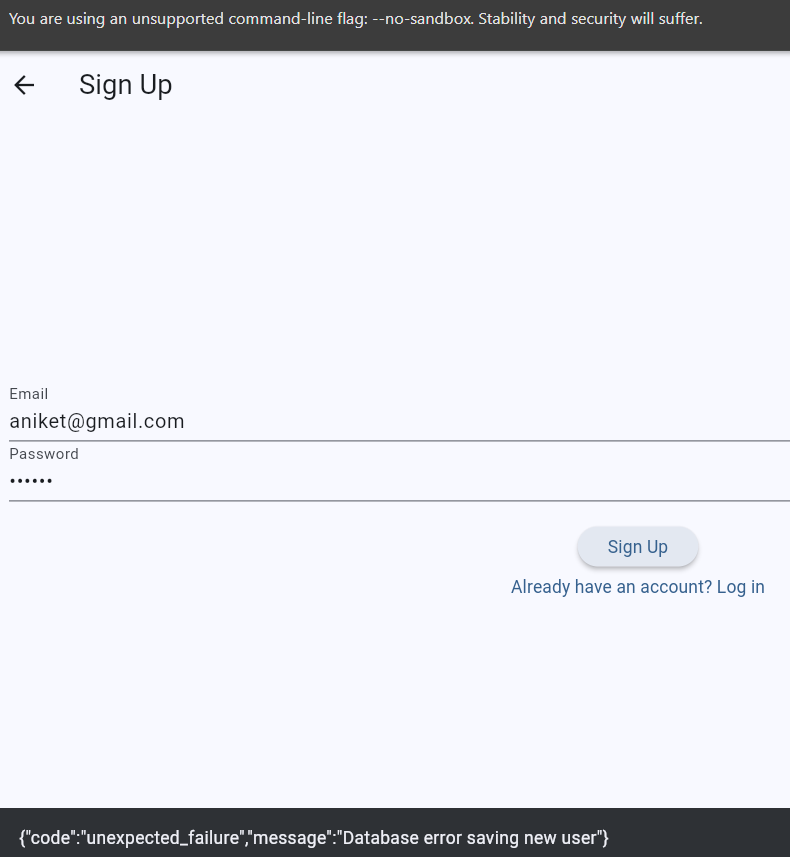 You are using an unsupported command-line flag: --no-sandbox. Stability and security will suffer.
Sign Up
Email
aniket@gmail.com
Password
••••••
Sign Up
Already have an account? Log in
{"code":"unexpected_failure","message":"Database error saving new user"}